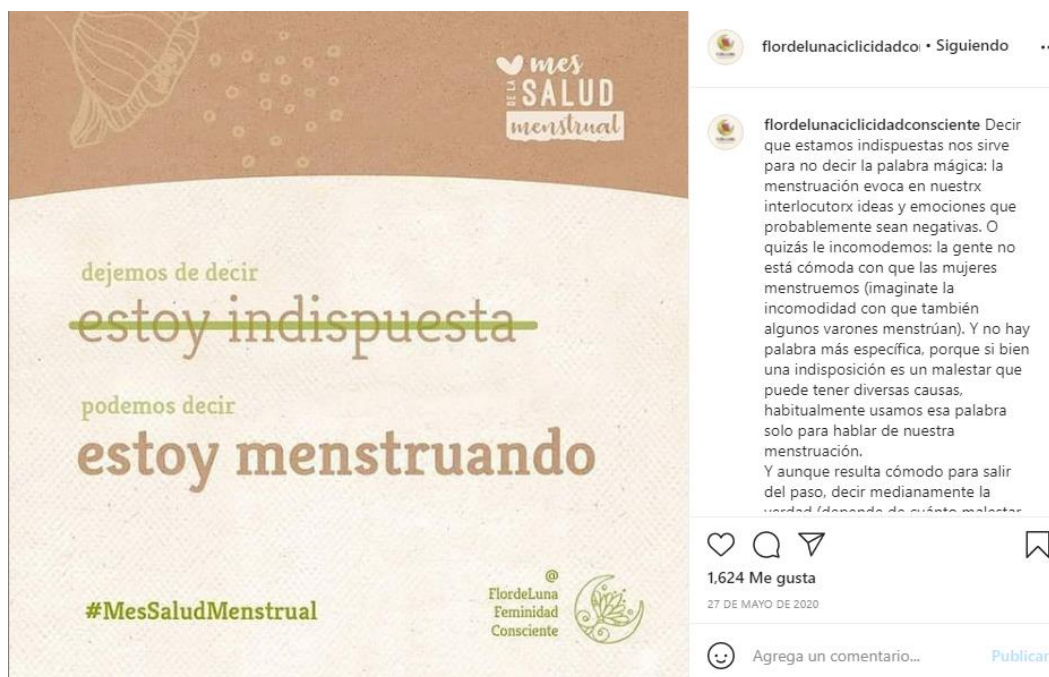 mes
DE LA SALUD
menstrual
dejemos de decir
estoy indispuesta
podemos decir
estoy menstruando
#MesSaludMenstrual
@
FlordeLuna
Feminidad
Consciente
flordelunaciclicidadco • Siguiendo
flordelunaciclicidadconsciente Decir
que estamos indispuestas nos sirve
para no decir la palabra mágica: la
menstruación evoca en nuestrx
interlocutorx ideas y emociones que
probablemente sean negativas. O
quizás le incomodemos: la gente no
está cómoda con que las mujeres
menstruemos (imaginate la
incomodidad con que también
algunos varones menstrúan). Y no hay
palabra más específica, porque si bien
una indisposición es un malestar que
puede tener diversas causas,
habitualmente usamos esa palabra
solo para hablar de nuestra
menstruación.
Y aunque resulta cómodo para salir
del paso, decir medianamente la
verdad (depende de cuánto malestar
1,624 Me gusta
27 DE MAYO DE 2020
Agrega un comentario...
Publicar